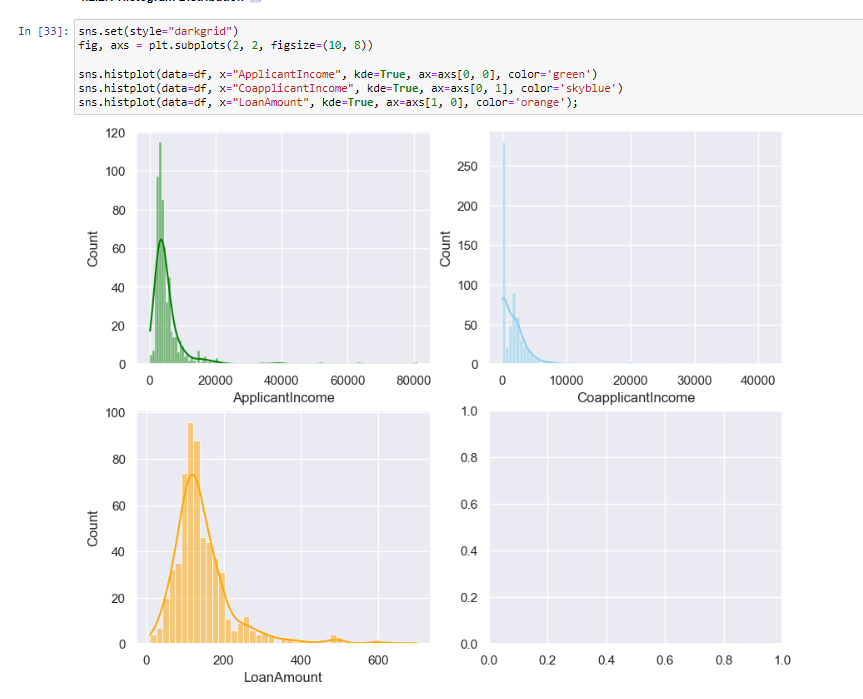 In [33]:
sns.set(style="darkgrid")
fig, axs = plt.subplots(2, 2, figsize=(10, 8))
sns.histplot(data=df, x="ApplicantIncome", kde=True, ax=axs[0, 0], color='green')
sns.histplot(data=df, x="CoapplicantIncome", kde=True, ax=axs[0, 1], color='skyblue')
sns.histplot(data=df, x="LoanAmount", kde=True, ax=axs[1, 0], color='orange');
120
100
80
60
40
20
0
Count
0 20000 40000 60000 80000
ApplicantIncome
250
200
150
100
50
0
Count
0 10000 20000 30000 40000
CoapplicantIncome
100
80
60
40
20
0
Count
0 200 400 600
LoanAmount
1.0
0.8
0.6
0.4
0.2
0.0
0.0 0.2 0.4 0.6 0.8 1.0